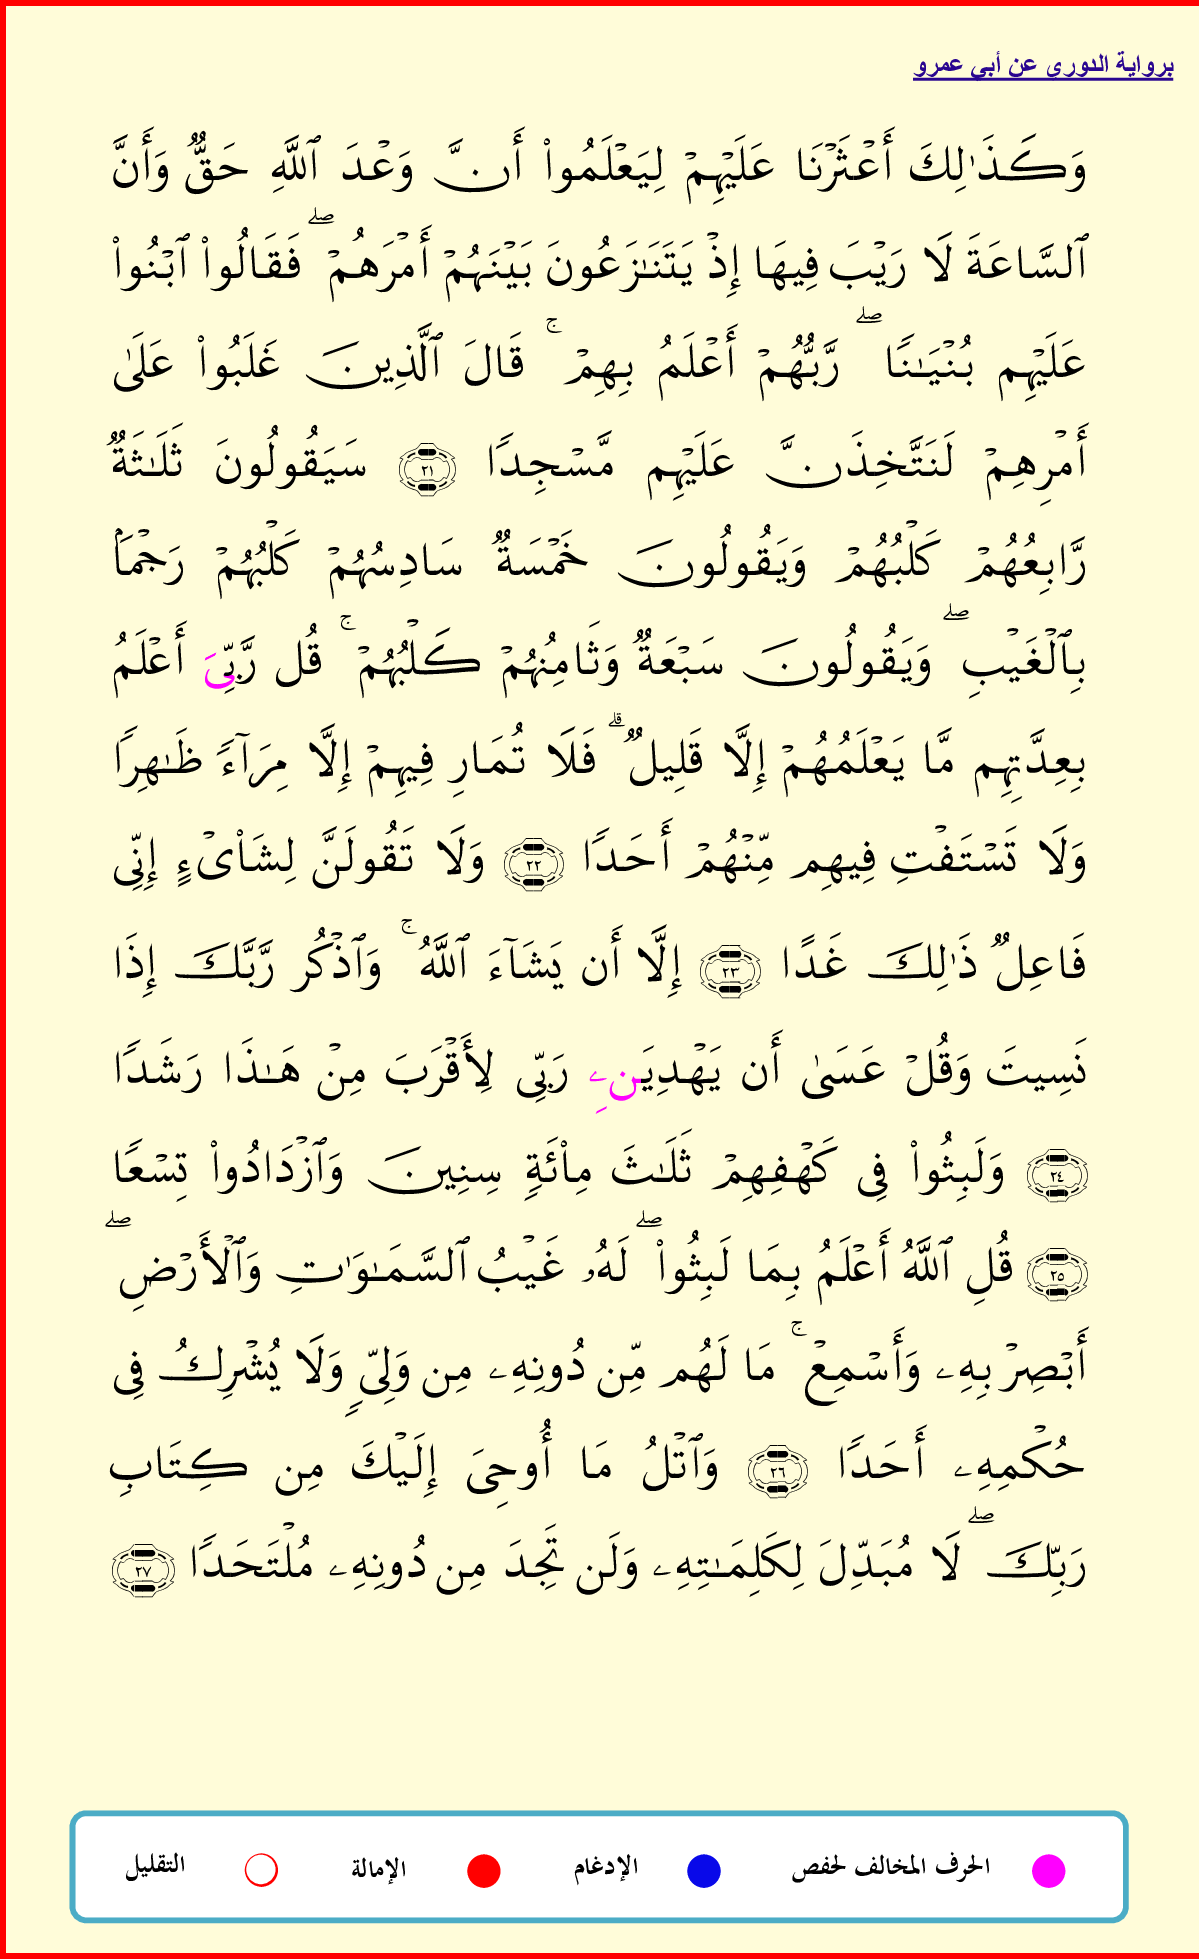 برواية الدورى عن أبى عمرو
وَكَذَٰلِكَ أَعْثَرْنَا عَلَيْهِمْ لِيَعْلَمُوا۟ أَنَّ وَعْدَ ٱللَّهِ حَقٌّ وَأَنَّ
ٱلسَّاعَةَ لَا رَيْبَ فِيهَا إِذْ يَتَنَٰزَعُونَ بَيْنَهُمْ أَمْرَهُمْ ۖ فَقَالُوا۟ ٱبْنُوا۟
عَلَيْهِم بُنْيَٰنًا ۖ رَّبُّهُمْ أَعْلَمُ بِهِمْ ۚ قَالَ ٱلَّذِينَ غَلَبُوا۟ عَلَىٰ
أَمْرِهِمْ لَنَتَّخِذَنَّ عَلَيْهِم مَّسْجِدًا ٢١ سَيَقُولُونَ ثَلَٰثَةٌ
رَّابِعُهُمْ كَلْبُهُمْ وَيَقُولُونَ خَمْسَةٌ سَادِسُهُمْ كَلْبُهُمْ رَجْمًۢا
بِٱلْغَيْبِ ۖ وَيَقُولُونَ سَبْعَةٌ وَثَامِنُهُمْ كَلْبُهُمْ ۚ قُل رَّبِّىَ أَعْلَمُ
بِعِدَّتِهِم مَّا يَعْلَمُهُمْ إِلَّا قَلِيلٌ ۗ فَلَا تُمَارِ فِيهِمْ إِلَّا مِرَآءً ظَٰهِرًا
وَلَا تَسْتَفْتِ فِيهِم مِّنْهُمْ أَحَدًا ٢٢ وَلَا تَقُولَنَّ لِشَا۟ىْءٍ إِنِّى
فَاعِلٌ ذَٰلِكَ غَدًا ٢٣ إِلَّا أَن يَشَآءَ ٱللَّهُ ۚ وَٱذْكُر رَّبَّكَ إِذَا
نَسِيتَ وَقُلْ عَسَىٰ أَن يَهْدِيَنِۦ رَبِّى لِأَقْرَبَ مِنْ هَٰذَا رَشَدًا
٢٤ وَلَبِثُوا۟ فِى كَهْفِهِمْ ثَلَٰثَ مِا۟ئَةٍ سِنِينَ وَٱزْدَادُوا۟ تِسْعًا
٢٥ قُلِ ٱللَّهُ أَعْلَمُ بِمَا لَبِثُوا۟ ۖ لَهُۥ غَيْبُ ٱلسَّمَٰوَٰتِ وَٱلْأَرْضِ ۖ
أَبْصِرْ بِهِۦ وَأَسْمِعْ ۚ مَا لَهُم مِّن دُونِهِۦ مِن وَلِىٍّ وَلَا يُشْرِكُ فِى
حُكْمِهِۦ أَحَدًا ٢٦ وَٱتْلُ مَا أُوحِىَ إِلَيْكَ مِن كِتَابِ
رَبِّكَ ۖ لَا مُبَدِّلَ لِكَلِمَٰتِهِۦ وَلَن تَجِدَ مِن دُونِهِۦ مُلْتَحَدًا ٢٧
الحرف المخالف لحفص الإدغام الإمالة التقليل